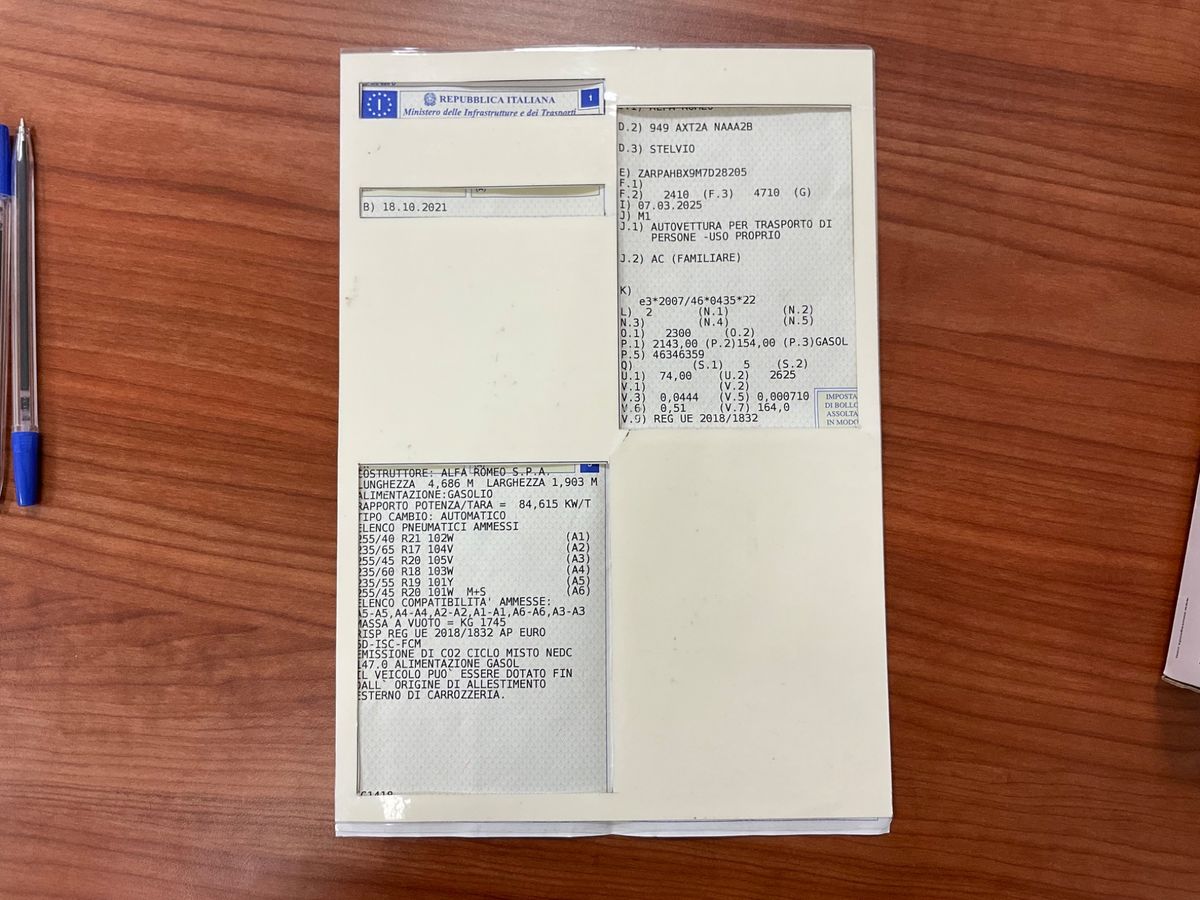 I
REPUBBLICA ITALIANA
Ministero delle Infrastrutture e dei Trasporti
1
B) 18.10.2021
D.2) 949 AXT2A NAAA2B
D.3) STELVIO
E) ZARPAHBX9M7D28205
F.1)
F.2) 2410 (F.3) 4710 (G)
I) 07.03.2025
J) M1
J.1) AUTOVETTURA PER TRASPORTO DI
PERSONE -USO PROPRIO
J.2) AC (FAMILIARE)
K)
e3*2007/46*0435*22
L) 2 (N.1) (N.2)
N.3) (N.4) (N.5)
O.1) 2300 (O.2)
P.1) 2143,00 (P.2)154,00 (P.3)GASOL
P.5) 46346359
Q) (S.1) 5 (S.2)
U.1) 74,00 (U.2) 2625
V.1) (V.2)
V.3) 0,0444 (V.5) 0,000710
V.6) 0,51 (V.7) 164,0
V.9) REG UE 2018/1832
IMPOSTA
DI BOLLO
ASSOLTA
IN MODO
COSTRUTTORE: ALFA ROMEO S.P.A.
LUNGHEZZA 4,686 M LARGHEZZA 1,903 M
ALIMENTAZIONE:GASOLIO
RAPPORTO POTENZA/TARA = 84,615 KW/T
TIPO CAMBIO: AUTOMATICO
ELENCO PNEUMATICI AMMESSI
255/40 R21 102W (A1)
235/65 R17 104V (A2)
255/45 R20 105V (A3)
235/60 R18 103W (A4)
235/55 R19 101Y (A5)
255/45 R20 101W M+S (A6)
ELENCO COMPATIBILITA' AMMESSE:
A5-A5,A4-A4,A2-A2,A1-A1,A6-A6,A3-A3
MASSA A VUOTO = KG 1745
RISP REG UE 2018/1832 AP EURO
6D-ISC-FCM
EMISSIONE DI CO2 CICLO MISTO NEDC
147.0 ALIMENTAZIONE GASOL
IL VEICOLO PUO` ESSERE DOTATO FIN
DALL` ORIGINE DI ALLESTIMENTO
ESTERNO DI CARROZZERIA.